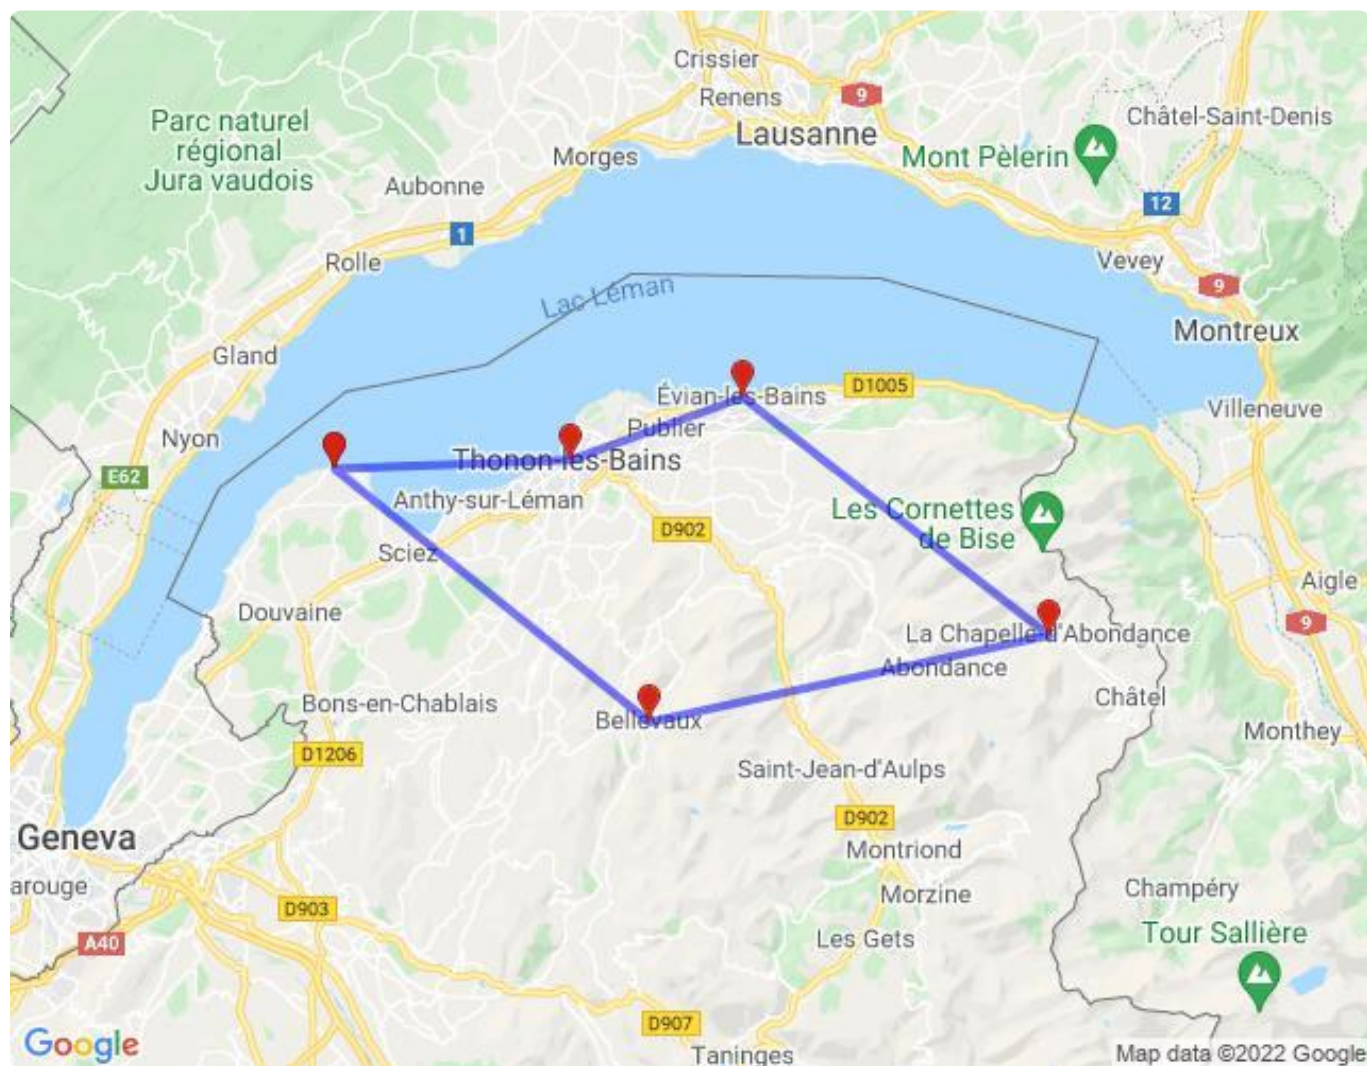 Crissier
Renens
9
Châtel-Saint-Denis
Parc naturel
régional
Jura vaudois
Lausanne
Mont Pèlerin
Morges
Aubonne
12
1
Rolle
Vevey
9
Lac Léman
Montreux
Gland
D1005
Évian-les-Bains
Villeneuve
Publier
Nyon
Thonon-les-Bains
E62
Anthy-sur-Léman
Les Cornettes
de Bise
D902
Sciez
Aigle
Douvaine
9
La Chapelle-d'Abondance
Abondance
Bons-en-Chablais
Châtel
Bellevaux
Monthey
D1206
Saint-Jean-d'Aulps
D902
Geneva
Montriond
arouge
Morzine
Champéry
D903
Tour Sallière
Les Gets
A40
D907
Google
Taninges
Map data ©2022 Google